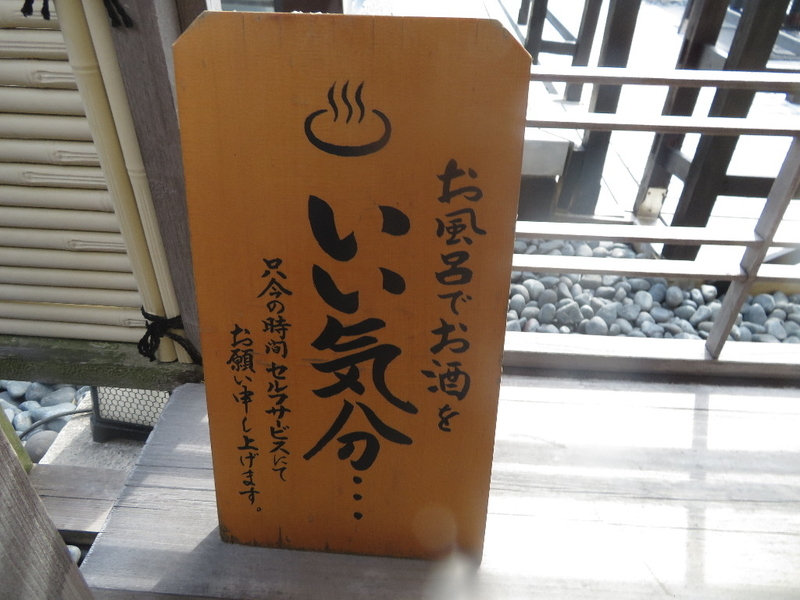 お風呂でお酒を
いい気分…
只今の時間 セルフサービスにて
お願い申し上げます。